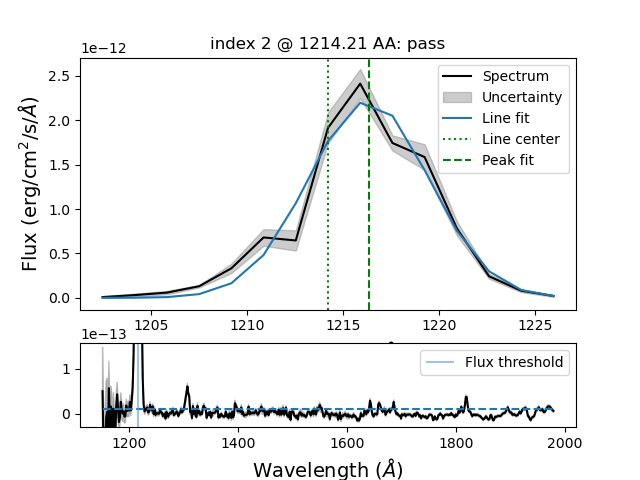 index 2 @ 1214.21 AA: pass
1e−12
2.5
2.0
1.5
1.0
0.5
0.0
Flux (erg/cm²/s/Å)
Spectrum
Uncertainty
Line fit
Line center
Peak fit
1205
1210
1215
1220
1225
1e−13
1
0
Flux threshold
1200
1400
1600
1800
2000
Wavelength (Å)